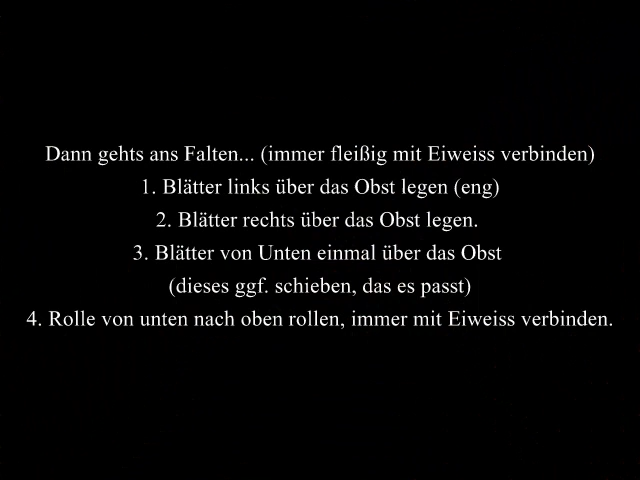 Dann gehts ans Falten... (immer fleißig mit Eiweiss verbinden)
1. Blätter links über das Obst legen (eng)
2. Blätter rechts über das Obst legen.
3. Blätter von Unten einmal über das Obst
(dieses ggf. schieben, das es passt)
4. Rolle von unten nach oben rollen, immer mit Eiweiss verbinden.